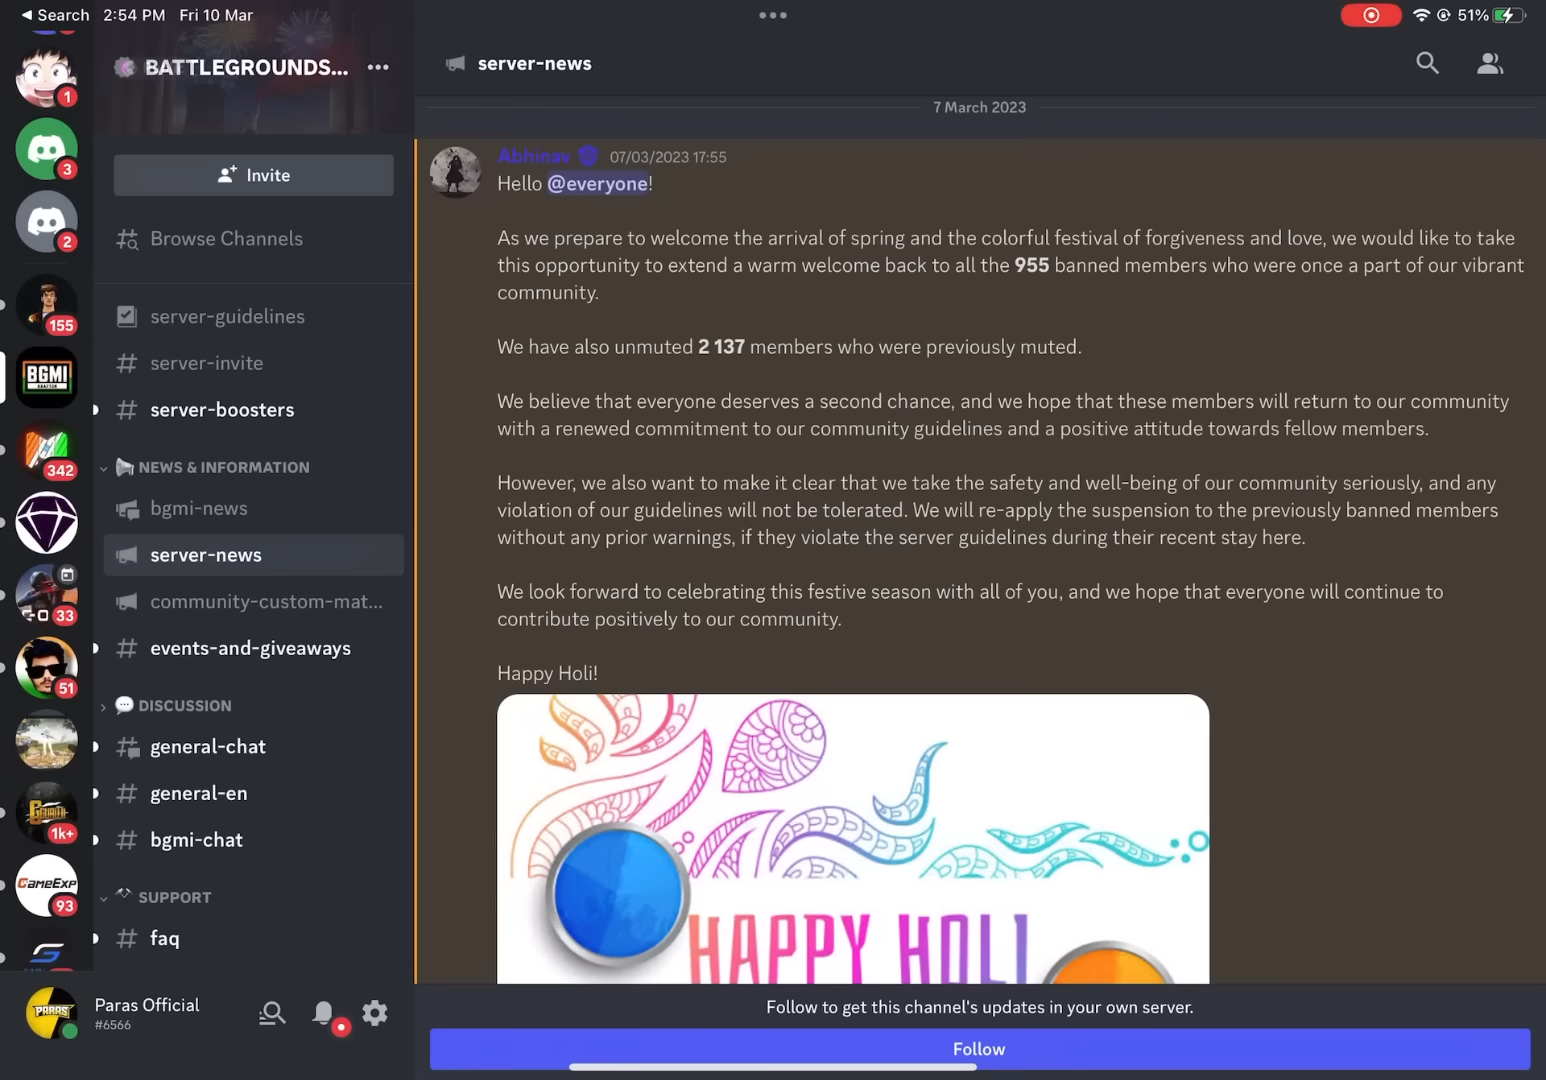 Search 2:54 PM Fri 10 Mar
51%
BATTLEGROUNDS...
Invite
Browse Channels
server-guidelines
server-invite
server-boosters
NEWS & INFORMATION
bgmi-news
server-news
community-custom-mat...
events-and-giveaways
DISCUSSION
general-chat
general-en
bgmi-chat
SUPPORT
faq
1
3
2
155
BGMI
342
33
51
1k+
GameExp
93
PARAS
Paras Official
#6566
server-news
7 March 2023
Abhinav 07/03/2023 17:55
Hello @everyone!
As we prepare to welcome the arrival of spring and the colorful festival of forgiveness and love, we would like to take
this opportunity to extend a warm welcome back to all the 955 banned members who were once a part of our vibrant
community.
We have also unmuted 2 137 members who were previously muted.
We believe that everyone deserves a second chance, and we hope that these members will return to our community
with a renewed commitment to our community guidelines and a positive attitude towards fellow members.
However, we also want to make it clear that we take the safety and well-being of our community seriously, and any
violation of our guidelines will not be tolerated. We will re-apply the suspension to the previously banned members
without any prior warnings, if they violate the server guidelines during their recent stay here.
We look forward to celebrating this festive season with all of you, and we hope that everyone will continue to
contribute positively to our community.
Happy Holi!
HAPPY HOLI
Follow to get this channel's updates in your own server.
Follow